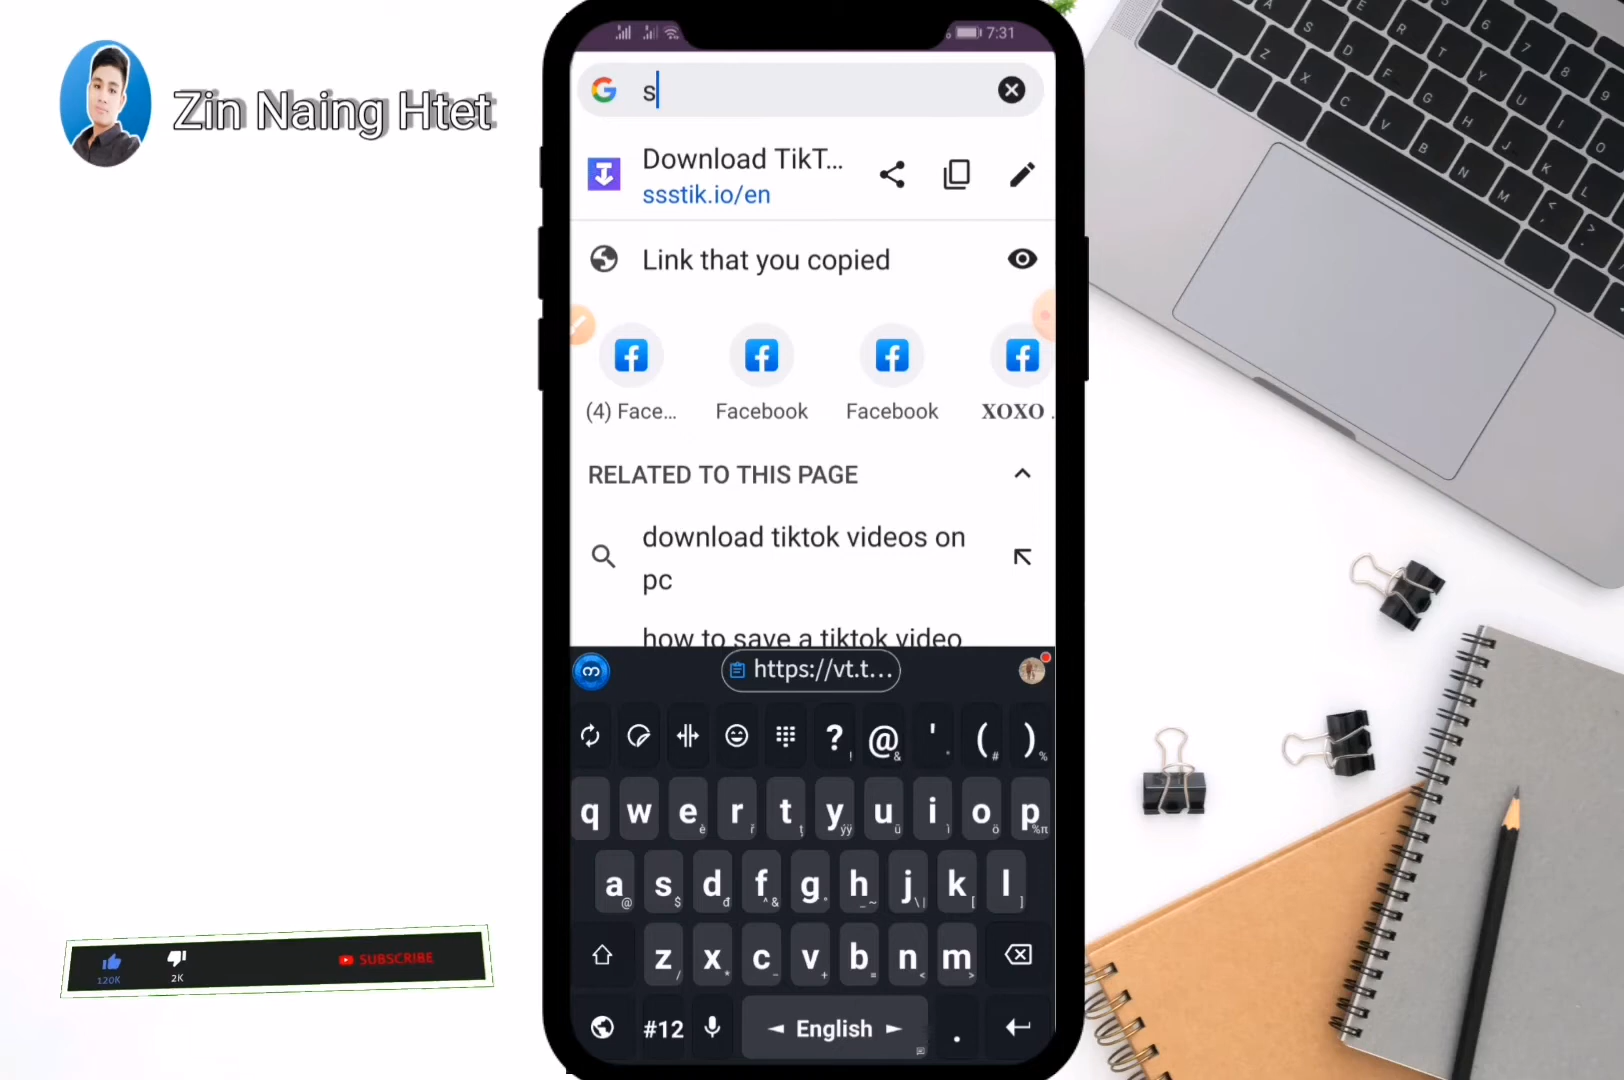 Zin Naing Htet
7:31
s
Download TikT...
ssstik.io/en
Link that you copied
(4) Face...
Facebook
Facebook
XOXO .
RELATED TO THIS PAGE
download tiktok videos on
pc
how to save a tiktok video
https://vt.t...
? ! @ & ' ( # ) %
q w e r t y u i o p
a s d f g h j k l
z x c v b n m
#12
◄ English ►
.
120K
2K
SUBSCRIBE